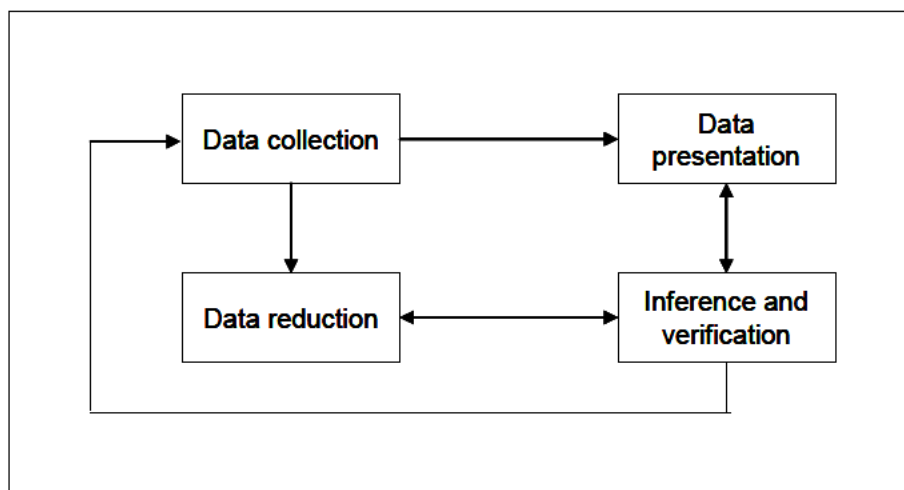 Data collection
Data
presentation
Data reduction
Inference and
verification